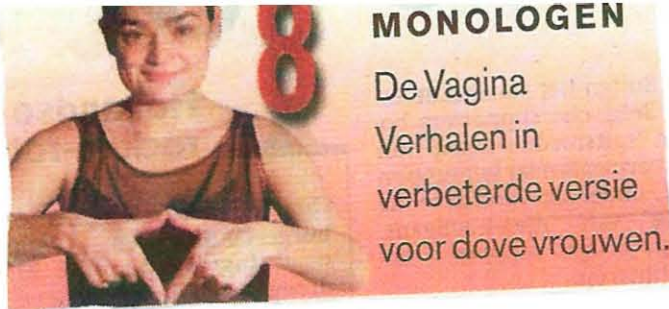 8
MONOLOGEN
De Vagina
Verhalen in
verbeterde versie
voor dove vrouwen.